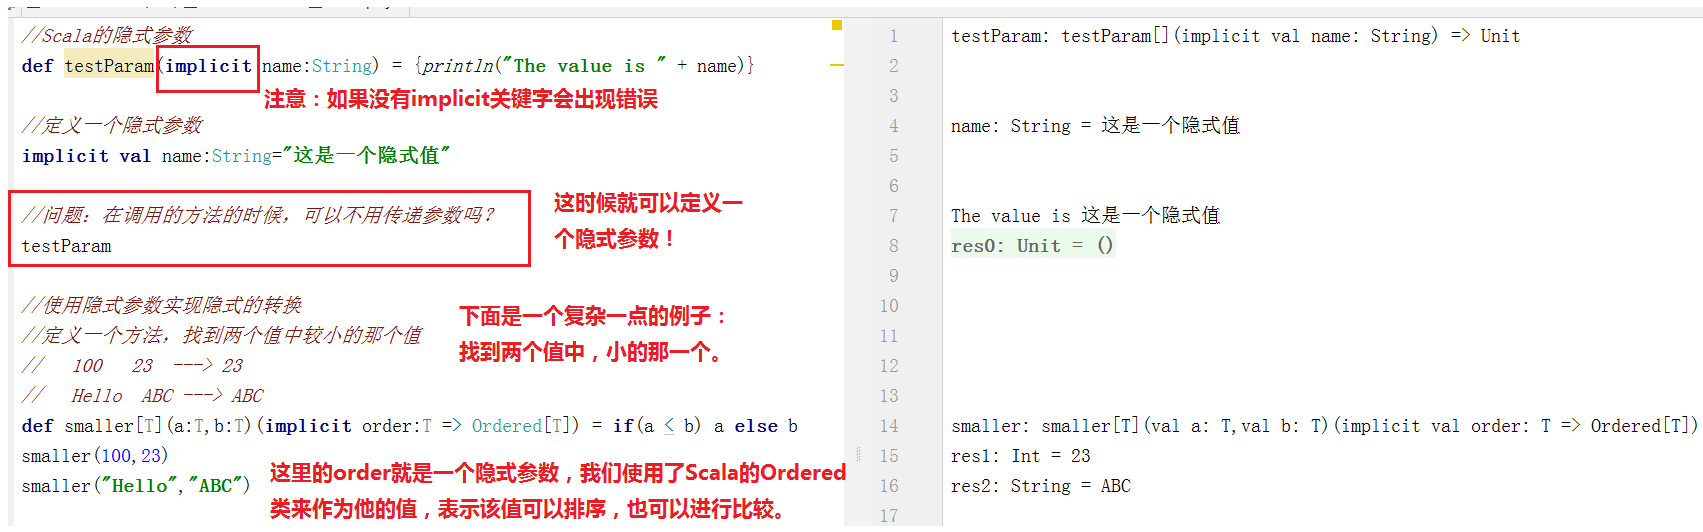 //Scala的隐式参数
def testParam(implicit name:String) = {println("The value is " + name)}
注意：如果没有implicit关键字会出现错误
//定义一个隐式参数
implicit val name:String="这是一个隐式值"
//问题：在调用的方法的时候，可以不用传递参数吗？
testParam
这时候就可以定义一
个隐式参数！
//使用隐式参数实现隐式的转换
//定义一个方法，找到两个值中较小的那个值
//   100   23  ---> 23
//   Hello  ABC ---> ABC
下面是一个复杂一点的例子：
找到两个值中，小的那一个。
def smaller[T](a:T,b:T)(implicit order:T => Ordered[T]) = if(a < b) a else b
smaller(100,23)
smaller("Hello","ABC")
这里的order就是一个隐式参数，我们使用了Scala的Ordered
类来作为他的值，表示该值可以排序，也可以进行比较。
1 testParam: testParam[](implicit val name: String) => Unit
2
3
4 name: String = 这是一个隐式值
5
6
7 The value is 这是一个隐式值
8 res0: Unit = ()
9
10
11
12
13
14 smaller: smaller[T](val a: T,val b: T)(implicit val order: T => Ordered[T])
15 res1: Int = 23
16 res2: String = ABC
17